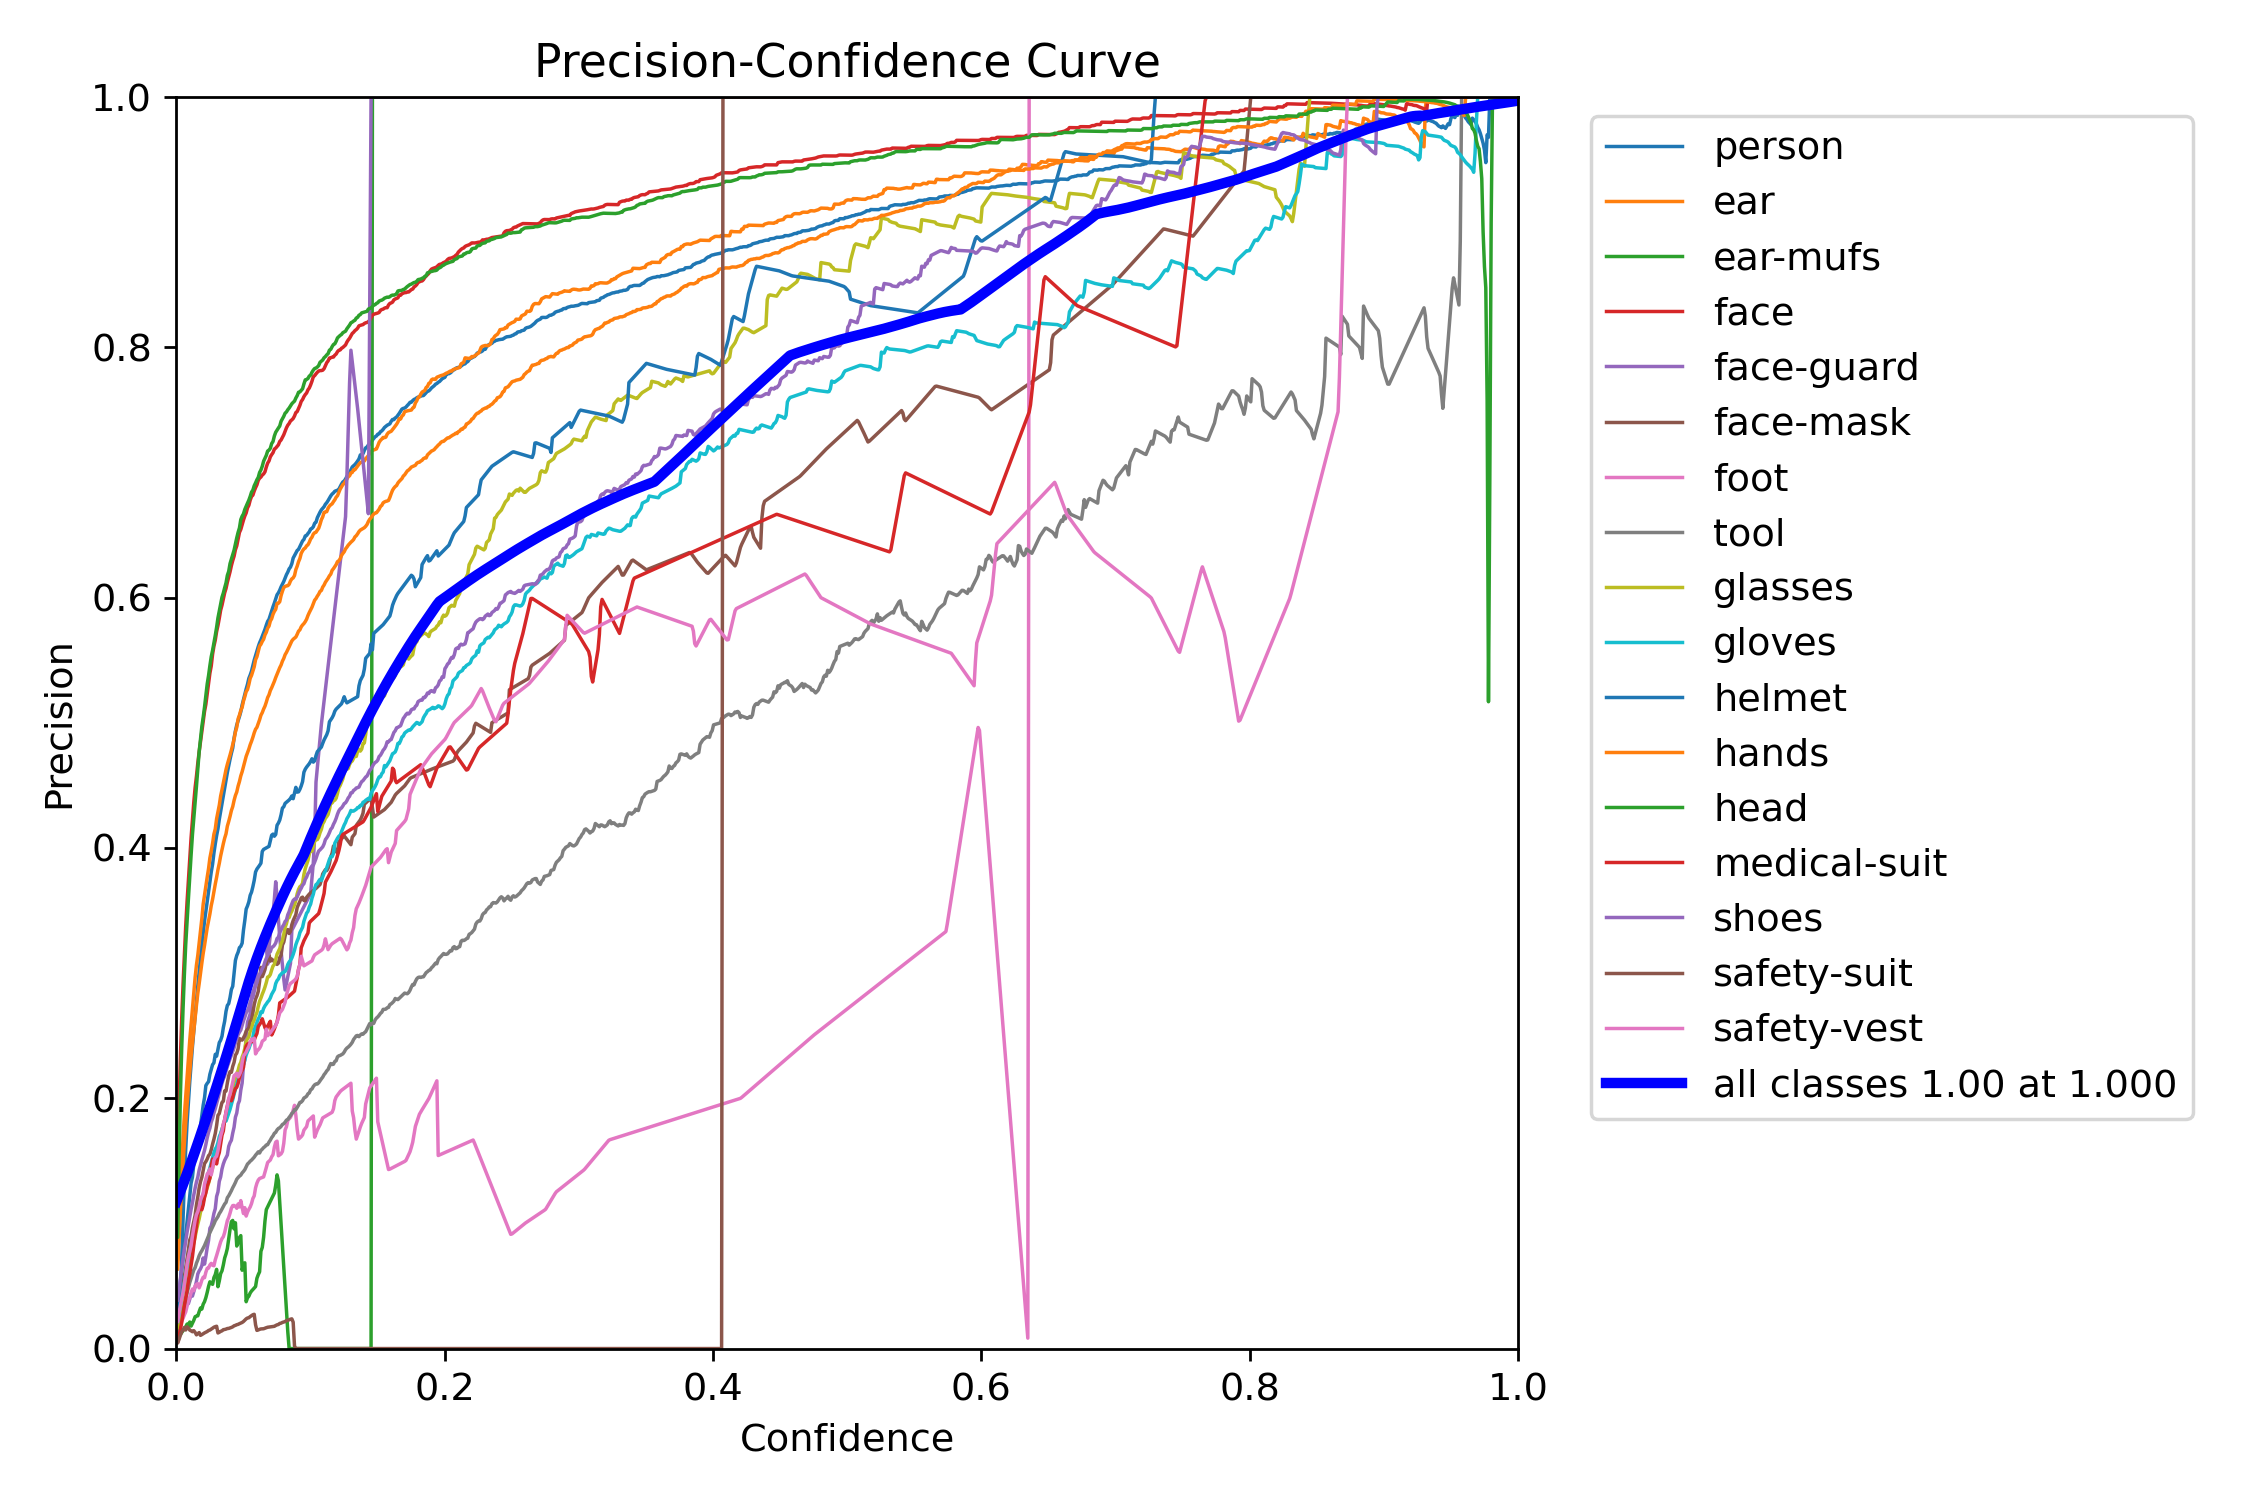 Precision-Confidence Curve
1.0
0.8
0.6
0.4
0.2
0.0
Precision
0.0 0.2 0.4 0.6 0.8 1.0
Confidence
person
ear
ear-mufs
face
face-guard
face-mask
foot
tool
glasses
gloves
helmet
hands
head
medical-suit
shoes
safety-suit
safety-vest
all classes 1.00 at 1.000